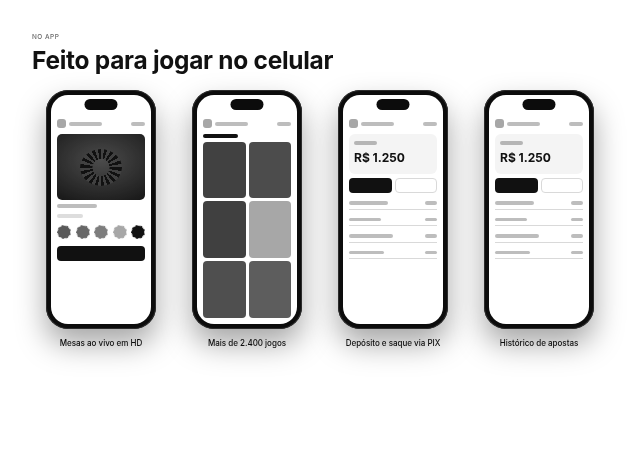 NO APP
Feito para jogar no celular
R$ 1.250
R$ 1.250
Mesas ao vivo em HD
Mais de 2.400 jogos
Depósito e saque via PIX
Histórico de apostas